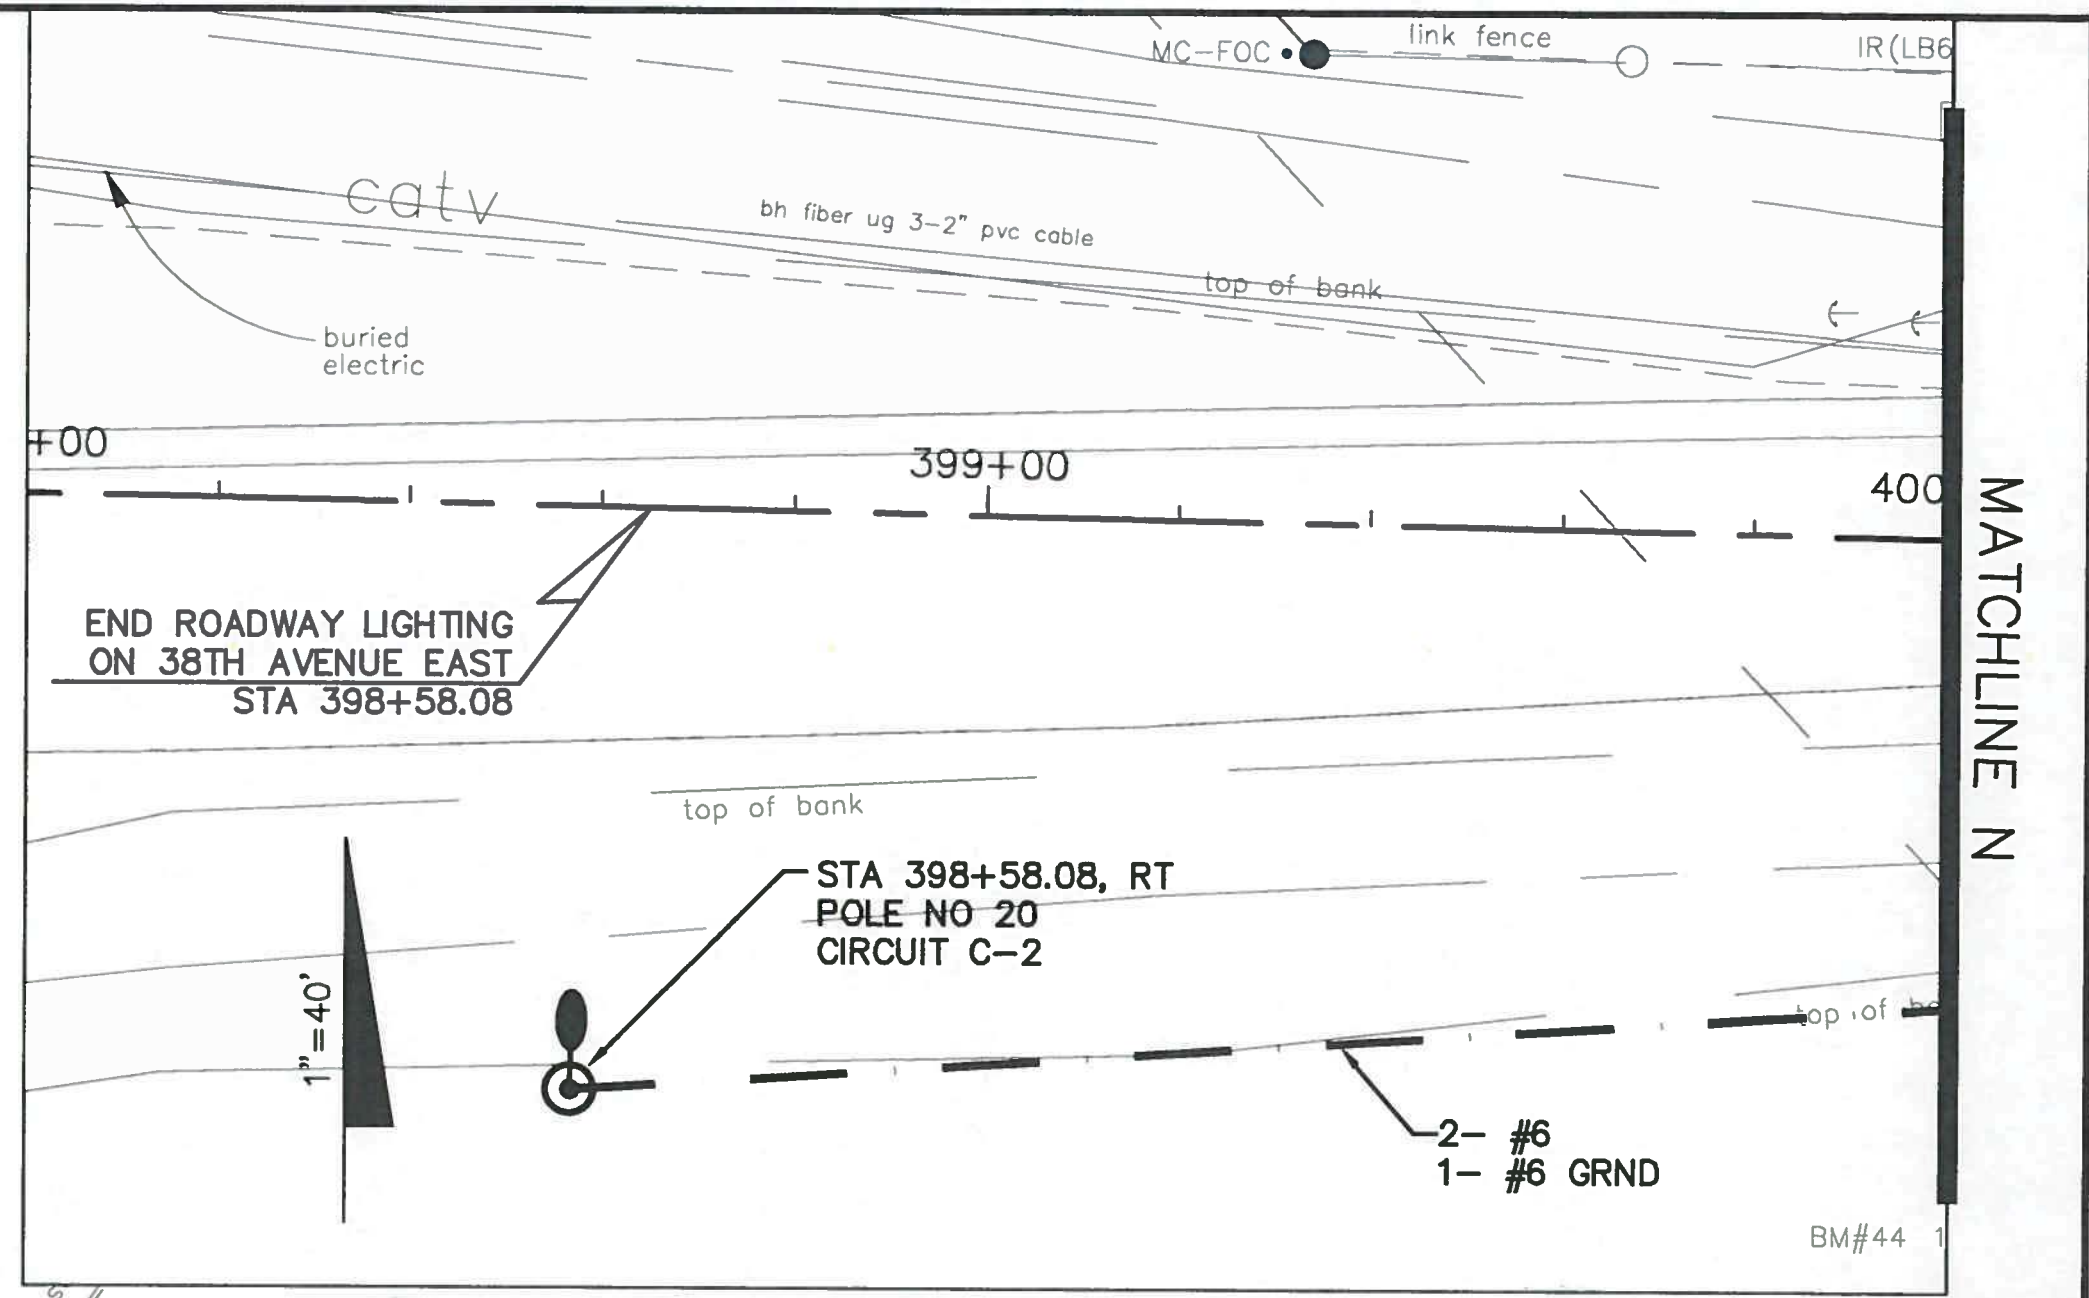 MC-FOC
link fence
IR(LB6
catv
bh fiber ug 3-2" pvc cable
top of bank
buried
electric
+00
399+00
400
MATCHLINE N
END ROADWAY LIGHTING
ON 38TH AVENUE EAST
STA 398+58.08
top of bank
STA 398+58.08, RT
POLE NO 20
CIRCUIT C-2
1"=40'
top of
2- #6
1- #6 GRND
BM#44 1